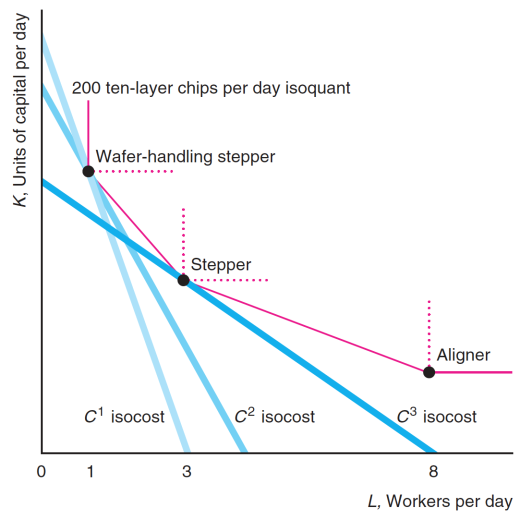 K, Units of capital per day
200 ten-layer chips per day isoquant
Wafer-handling stepper
Stepper
Aligner
C¹ isocost
C² isocost
C³ isocost
0 1 3 8
L, Workers per day